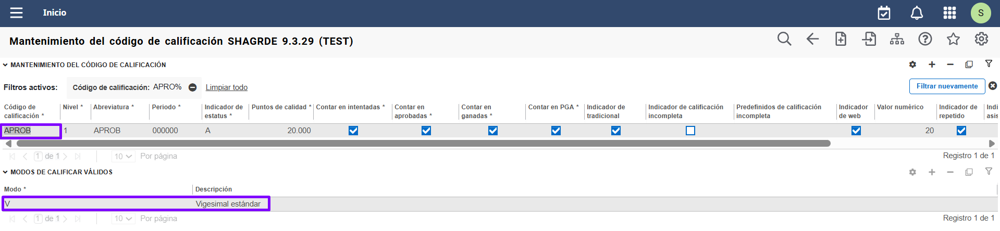 Inicio
S
Mantenimiento del código de calificación SHAGRDE 9.3.29 (TEST)
MANTENIMIENTO DEL CÓDIGO DE CALIFICACIÓN
Filtros activos: Código de calificación: APRO% Limpiar todo Filtrar nuevamente
Código de calificación * Nivel * Abreviatura * Periodo * Indicador de estatus * Puntos de calidad * Contar en intentadas * Contar en aprobadas * Contar en ganadas * Contar en PGA * Indicador de tradicional Indicador de calificación incompleta Predefinidos de calificación incompleta Indicador de web Valor numérico Indicador de repetido Indi asis
APROB 1 APROB 000000 A 20.000 20
1 de 1 10 Por página Registro 1 de 1
MODOS DE CALIFICAR VÁLIDOS
Modo * Descripción
V Vigesimal estándar
1 de 1 10 Por página Registro 1 de 1